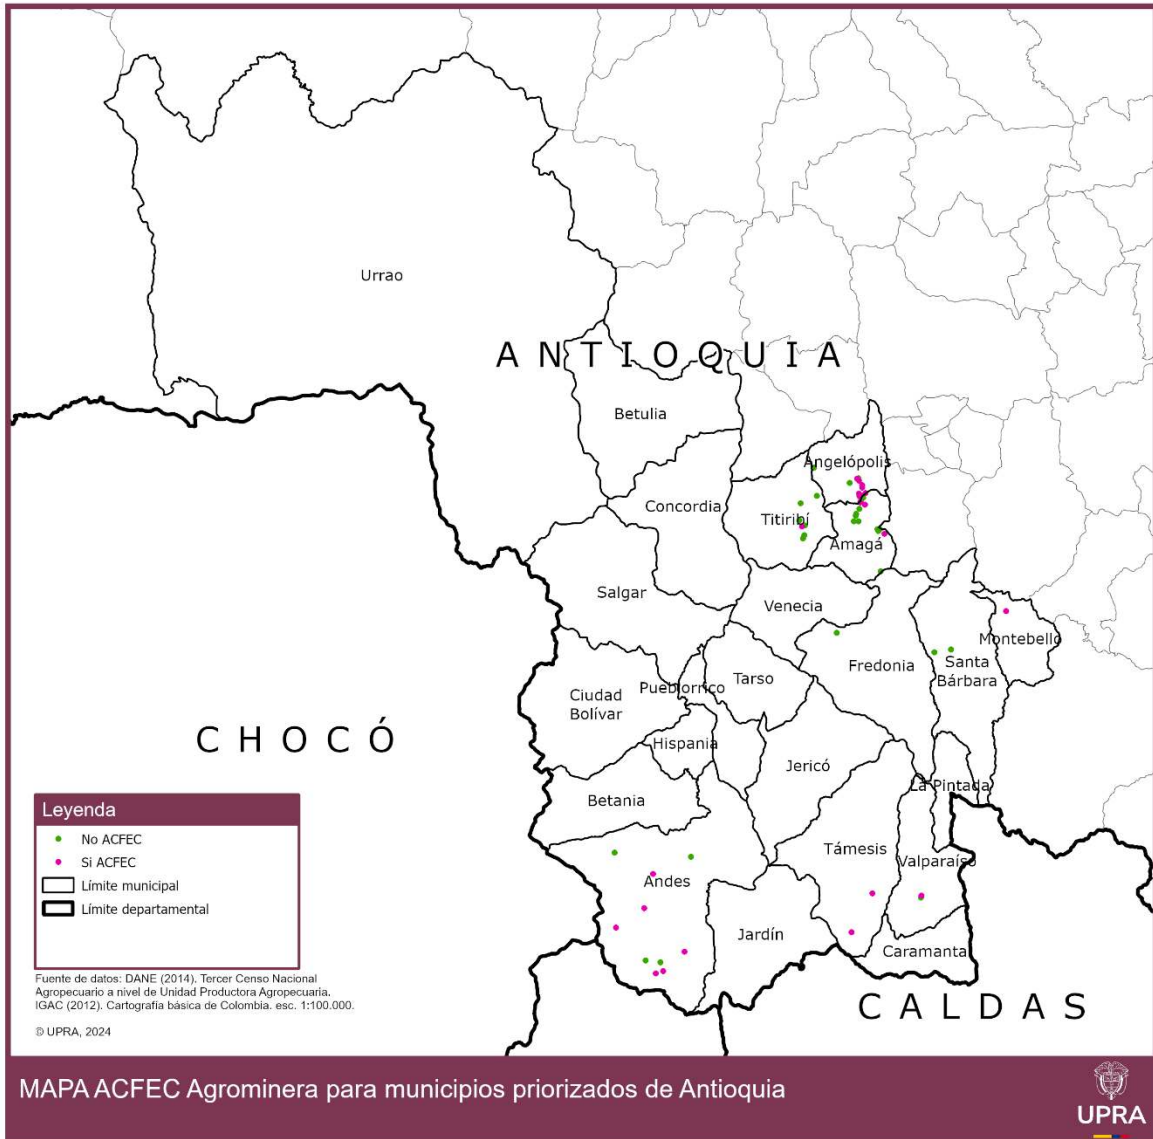 Urrao
ANTIOQUIA
Betulia
Angelópolis
Concordia
Titiribí
Amagá
Salgar
Venecia
Montebello
Fredonia
Santa
Bárbara
Pueblorrico
Tarso
Ciudad
Bolívar
CHOCÓ
Hispania
Jericó
La Pintada
Betania
Támesis
Valparaíso
Andes
Jardín
Caramanta
CALDAS
Leyenda
No ACFEC
Si ACFEC
Límite municipal
Límite departamental
Fuente de datos: DANE (2014). Tercer Censo Nacional
Agropecuario a nivel de Unidad Productora Agropecuaria.
IGAC (2012). Cartografía básica de Colombia. esc. 1:100.000.
© UPRA, 2024
MAPA ACFEC Agrominera para municipios priorizados de Antioquia
UPRA